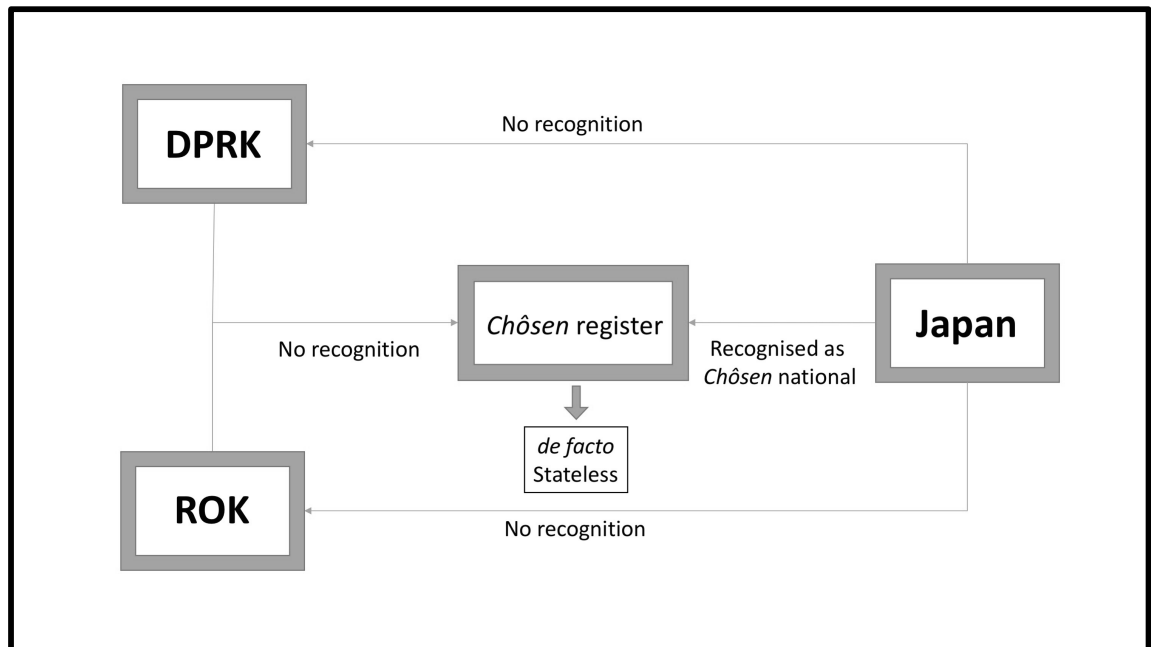 No recognition
DPRK
Chôsen register
Japan
No recognition
Recognised as
Chôsen national
de facto
Stateless
ROK
No recognition